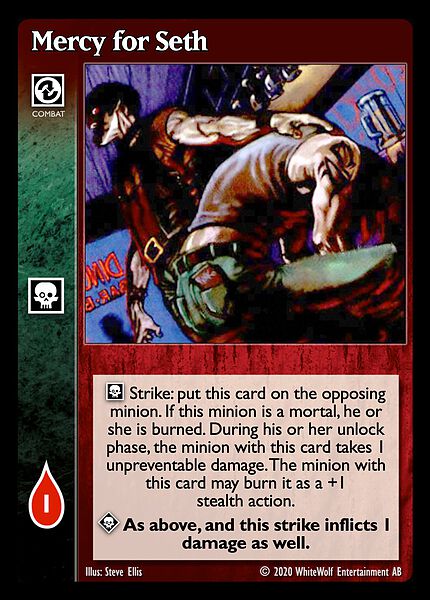 Mercy for Seth
COMBAT
Strike: put this card on the opposing
minion. If this minion is a mortal, he or
she is burned. During his or her unlock
phase, the minion with this card takes 1
unpreventable damage. The minion with
this card may burn it as a +1
stealth action.
As above, and this strike inflicts 1
damage as well.
1
Illus: Steve Ellis © 2020 WhiteWolf Entertainment AB